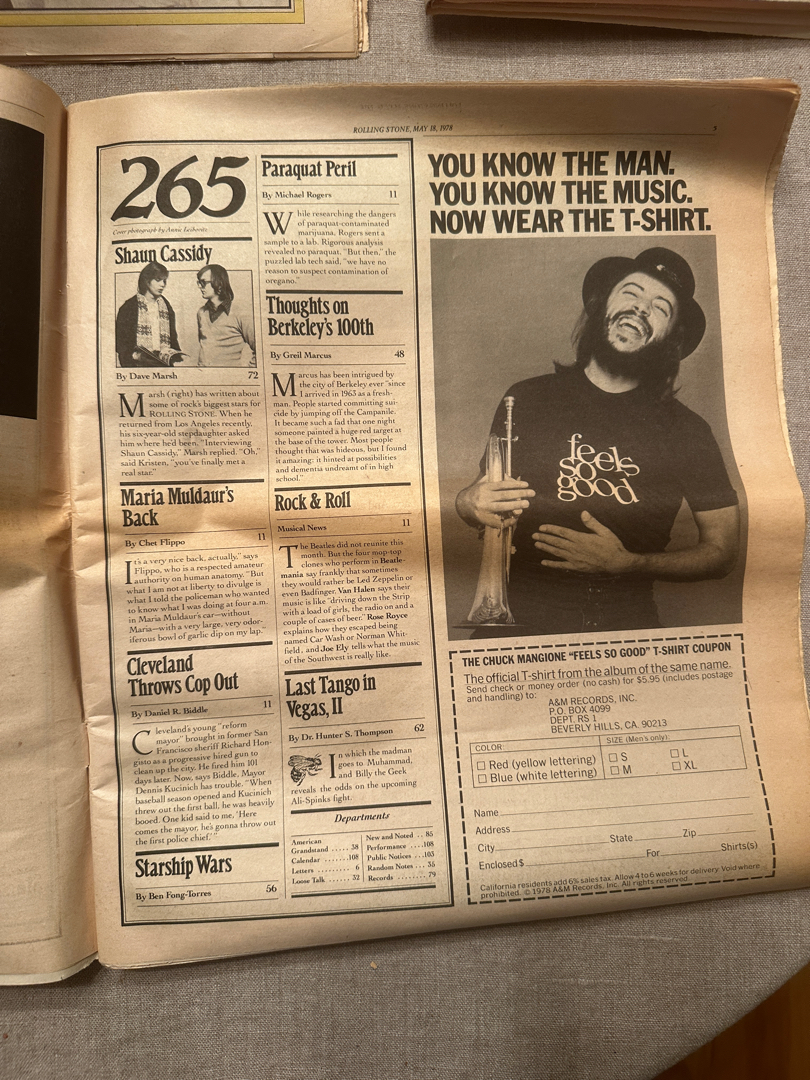 ROLLING STONE, MAY 18, 1978
5
265
Cover photograph by Annie Leibovitz
Shaun Cassidy
By Dave Marsh 72
Marsh (right) has written about
some of rock's biggest stars for
ROLLING STONE. When he
returned from Los Angeles recently,
his six-year-old stepdaughter asked
him where he'd been. "Interviewing
Shaun Cassidy," Marsh replied. "Oh,"
said Kristen, "you've finally met a
real star."
Maria Muldaur's
Back
By Chet Flippo 11
It's a very nice back, actually," says
Flippo, who is a respected amateur
authority on human anatomy. "But
what I am not at liberty to divulge is
what I told the policeman who wanted
to know what I was doing at four a.m.
in Maria Muldaur's car—without
Maria—with a very large, very odor-
iferous bowl of garlic dip on my lap."
Cleveland
Throws Cop Out
By Daniel R. Biddle 11
Cleveland's young "reform
mayor" brought in former San
Francisco sheriff Richard Hon-
gisto as a progressive hired gun to
clean up the city. He fired him 101
days later. Now, says Biddle, Mayor
Dennis Kucinich has trouble. "When
baseball season opened and Kucinich
threw out the first ball, he was heavily
booed. One kid said to me, 'Here
comes the mayor, he's gonna throw out
the first police chief.'"
Starship Wars
By Ben Fong-Torres 56
Paraquat Peril
By Michael Rogers 11
While researching the dangers
of paraquat-contaminated
marijuana, Rogers sent a
sample to a lab. Rigorous analysis
revealed no paraquat. "But then," the
puzzled lab tech said, "we have no
reason to suspect contamination of
oregano."
Thoughts on
Berkeley's 100th
By Greil Marcus 48
Marcus has been intrigued by
the city of Berkeley ever "since
I arrived in 1963 as a fresh-
man. People started committing sui-
cide by jumping off the Campanile.
It became such a fad that one night
someone painted a huge red target at
the base of the tower. Most people
thought that was hideous, but I found
it amazing: it hinted at possibilities
and dementia undreamt of in high
school."
Rock & Roll
Musical News 11
The Beatles did not reunite this
month. But the four mop-top
clones who perform in Beatle-
mania say frankly that sometimes
they would rather be Led Zeppelin or
even Badfinger. Van Halen says their
music is like "driving down the Strip
with a load of girls, the radio on and a
couple of cases of beer." Rose Royce
explains how they escaped being
named Car Wash or Norman Whit-
field, and Joe Ely tells what the music
of the Southwest is really like.
Last Tango in
Vegas, II
By Dr. Hunter S. Thompson 62
In which the madman
goes to Muhammad,
and Billy the Geek
reveals the odds on the upcoming
Ali-Spinks fight.
Departments
American
Grandstand ..... 38
Calendar ..... 108
Letters ..... 6
Loose Talk ..... 32
New and Noted .. 85
Performance ... 108
Public Notices ... 103
Random Notes ... 35
Records ....... 79
YOU KNOW THE MAN.
YOU KNOW THE MUSIC.
NOW WEAR THE T-SHIRT.
feels
so
good
THE CHUCK MANGIONE "FEELS SO GOOD" T-SHIRT COUPON
The official T-shirt from the album of the same name.
Send check or money order (no cash) for $5.95 (includes postage
and handling) to:
A&M RECORDS, INC.
P.O. BOX 4099
DEPT. RS 1
BEVERLY HILLS, CA. 90213
COLOR:
Red (yellow lettering)
Blue (white lettering)
SIZE (Men's only):
S L
M XL
Name
Address
City State Zip
Enclosed $ For Shirts(s)
California residents add 6% sales tax. Allow 4 to 6 weeks for delivery. Void where
prohibited. © 1978 A&M Records, Inc. All rights reserved.